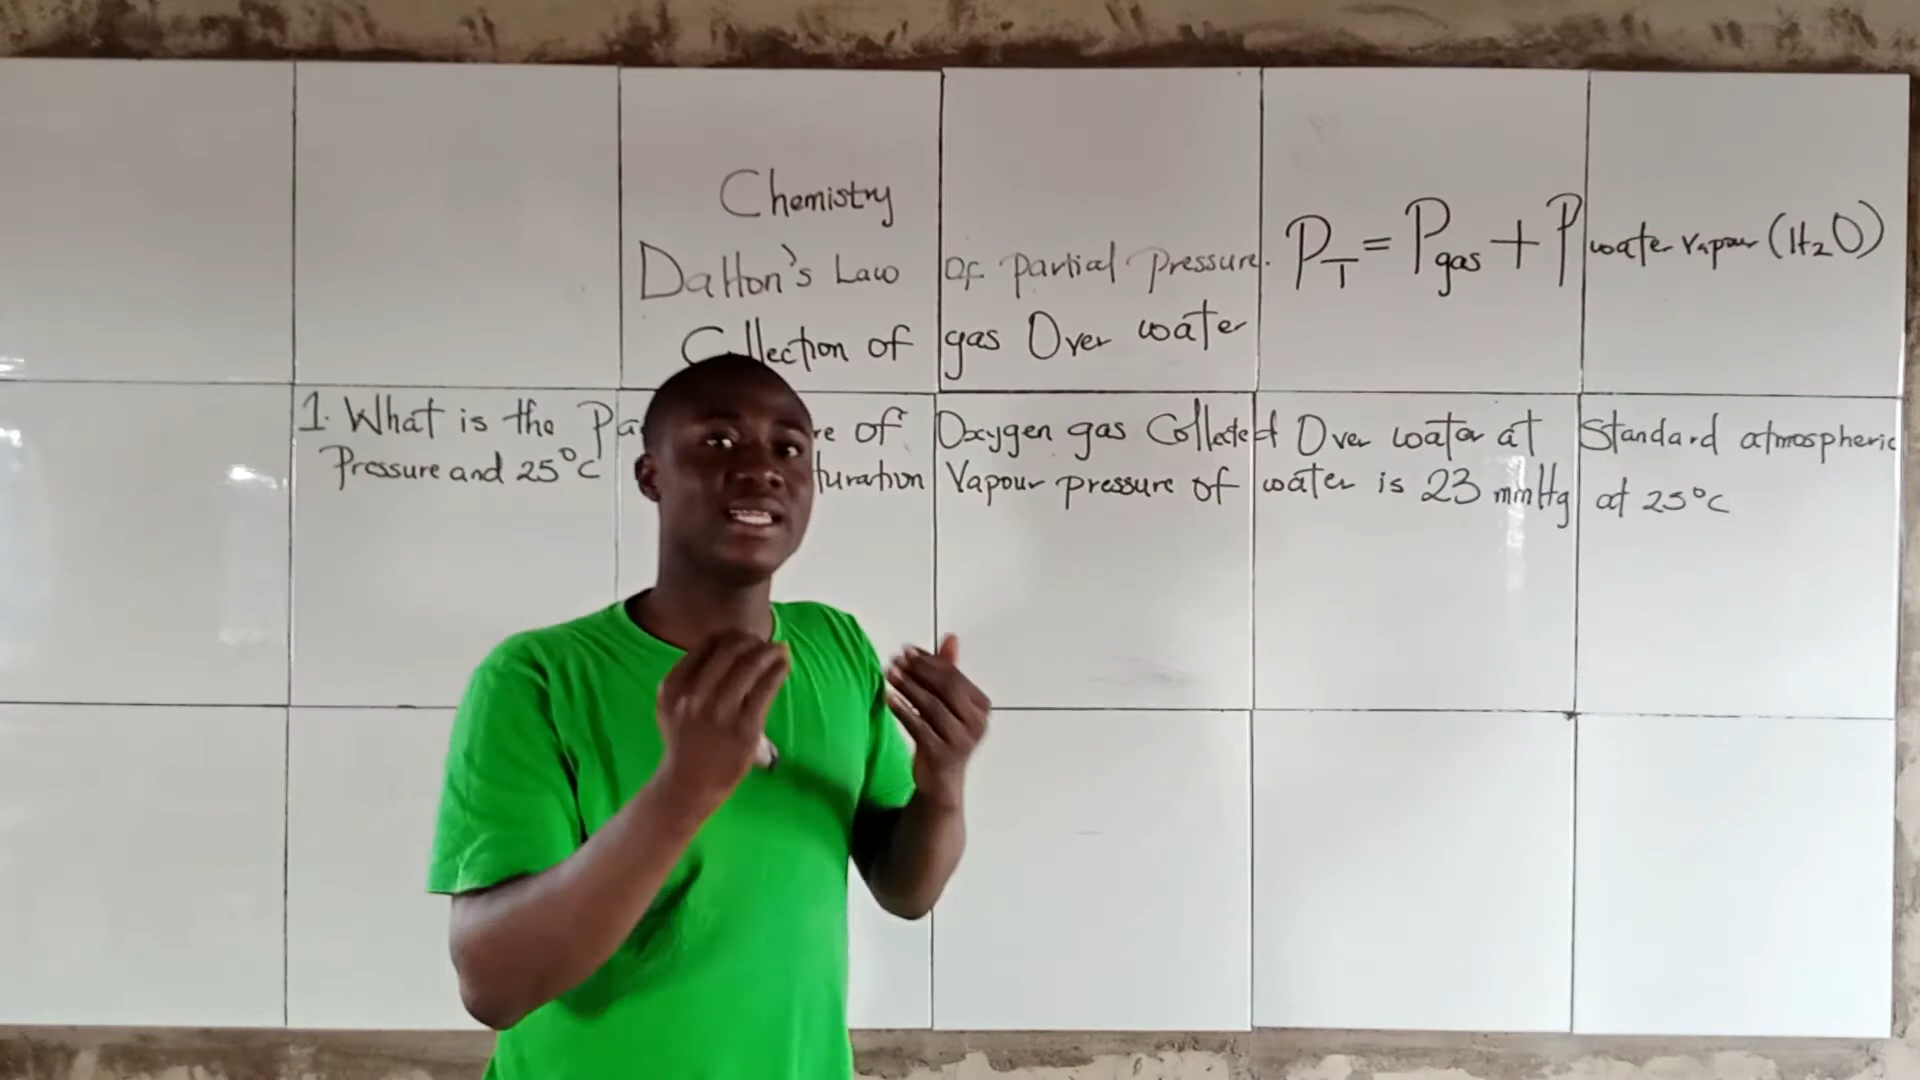 Chemistry
Dalton's Law of partial Pressure.
Collection of gas Over water
P_T = P_gas + P water vapour (H₂O)
1. What is the Pa re of Oxygen gas Collected Over water at Standard atmospheric
Pressure and 25°C turation Vapour pressure of water is 23 mmHg at 25°C